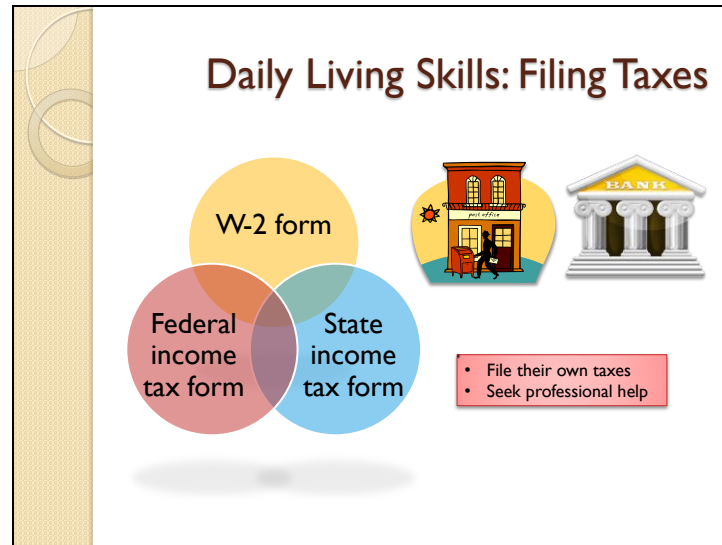 Daily Living Skills: Filing Taxes
W-2 form
Federal
income
tax form
State
income
tax form
post office
BANK
• File their own taxes
• Seek professional help